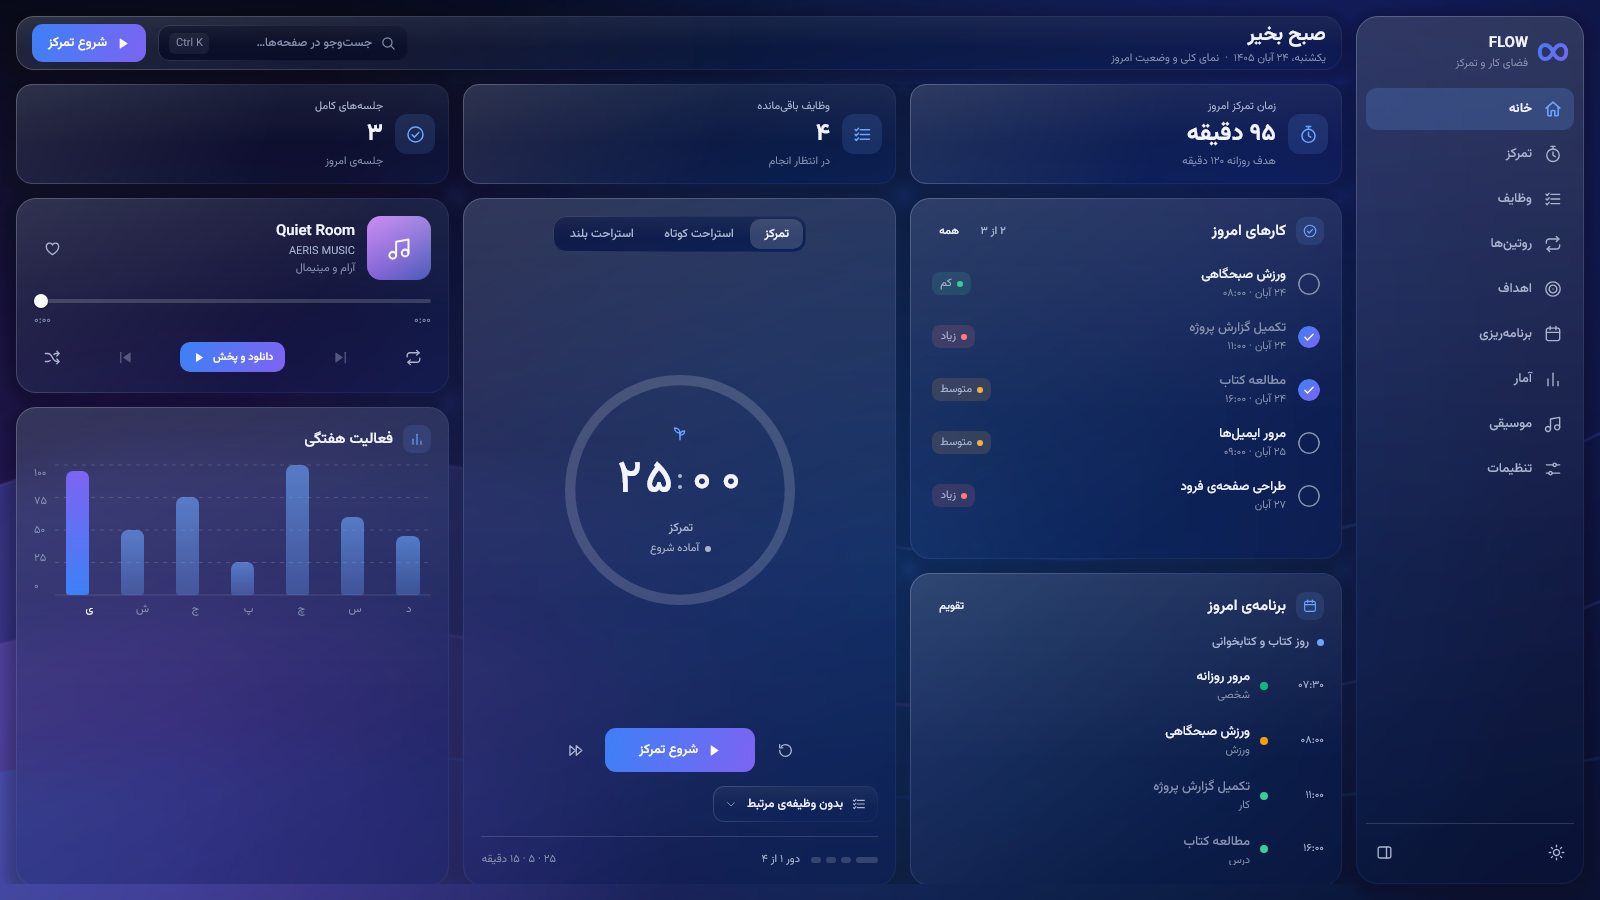 FLOW
فضای کار و تمرکز
خانه
تمرکز
وظایف
روتین‌ها
اهداف
برنامه‌ریزی
آمار
موسیقی
تنظیمات
صبح بخیر
یکشنبه، ۲۴ آبان ۱۴۰۵ · نمای کلی و وضعیت امروز
جست‌وجو در صفحه‌ها...
Ctrl K
شروع تمرکز
زمان تمرکز امروز
۹۵ دقیقه
هدف روزانه ۱۲۰ دقیقه
وظایف باقی‌مانده
۴
در انتظار انجام
جلسه‌های کامل
۳
جلسه‌ی امروز
کارهای امروز
۲ از ۳
همه
ورزش صبحگاهی
۲۴ آبان · ۰۸:۰۰
کم
تکمیل گزارش پروژه
۲۴ آبان · ۱۱:۰۰
زیاد
مطالعه کتاب
۲۴ آبان · ۱۶:۰۰
متوسط
مرور ایمیل‌ها
۲۵ آبان · ۰۹:۰۰
متوسط
طراحی صفحه‌ی فرود
۲۷ آبان
زیاد
برنامه‌ی امروز
تقویم
روز کتاب و کتابخوانی
۰۷:۳۰
مرور روزانه
شخصی
۰۸:۰۰
ورزش صبحگاهی
ورزش
۱۱:۰۰
تکمیل گزارش پروژه
کار
۱۶:۰۰
مطالعه کتاب
درس
تمرکز
استراحت کوتاه
استراحت بلند
۲۵:۰۰
تمرکز
آماده شروع
شروع تمرکز
بدون وظیفه‌ی مرتبط
دور ۱ از ۴
۲۵ · ۵ · ۱۵ دقیقه
Quiet Room
AERIS MUSIC
آرام و مینیمال
۰:۰۰
۰:۰۰
دانلود و پخش
فعالیت هفتگی
۱۰۰
۷۵
۵۰
۲۵
۰
د
س
چ
پ
ج
ش
ی